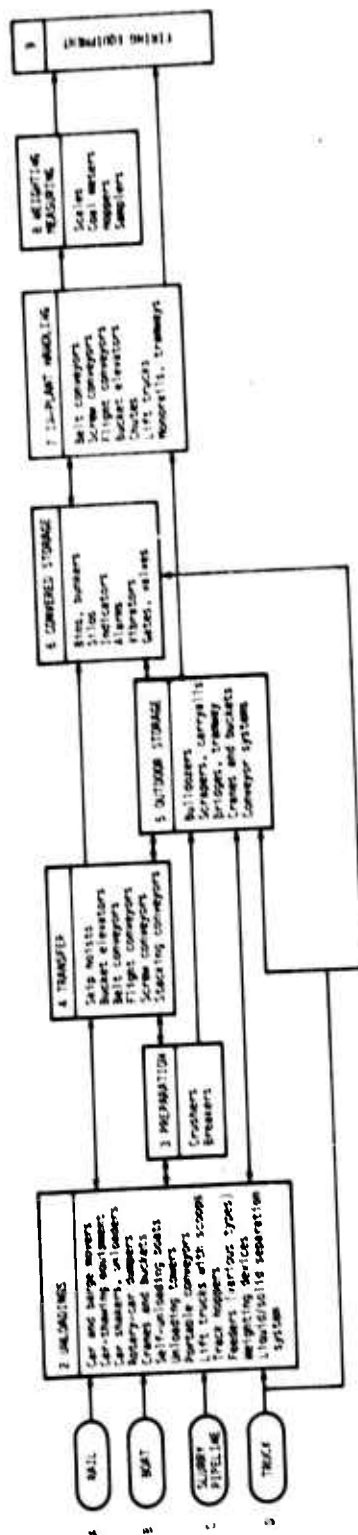 RAIL
B
BOAT
SLURRY
PIPELINE
D
TRUCK
2 UNLOADINGS
Car and barge movers
Car-thawing equipment
Car shakers, unloaders
Rotary-car dumpers
Cranes and buckets
Self-unloading boats
Unloading towers
Portable conveyors
Lift trucks with scoops
Track hoppers
Feeders (various types)
Weighting devices
Liquid/solid separation
system
3 PREPARATION
Crushers
Breakers
4 TRANSFER
Skip hoists
Bucket elevators
Belt conveyors
Flight conveyors
Screw conveyors
Stacking conveyors
5 OUTDOOR STORAGE
Bulldozers
Scrapers, carryalls
Bridges, tramway
Cranes and buckets
Conveyor systems
6 CONVERED STORAGE
Bins, bunkers
Silos
Indicators
Alarms
Vibrators
Gates, valves
7 IN-PLANT HANDLING
Belt conveyors
Screw conveyors
Flight conveyors
Bucket elevators
Chutes
Lift trucks
Monorails, tramways
8 WEIGHTING
MEASURING
Scales
Coal meters
Hoppers
Samplers
9
FIRING EQUIPMENT